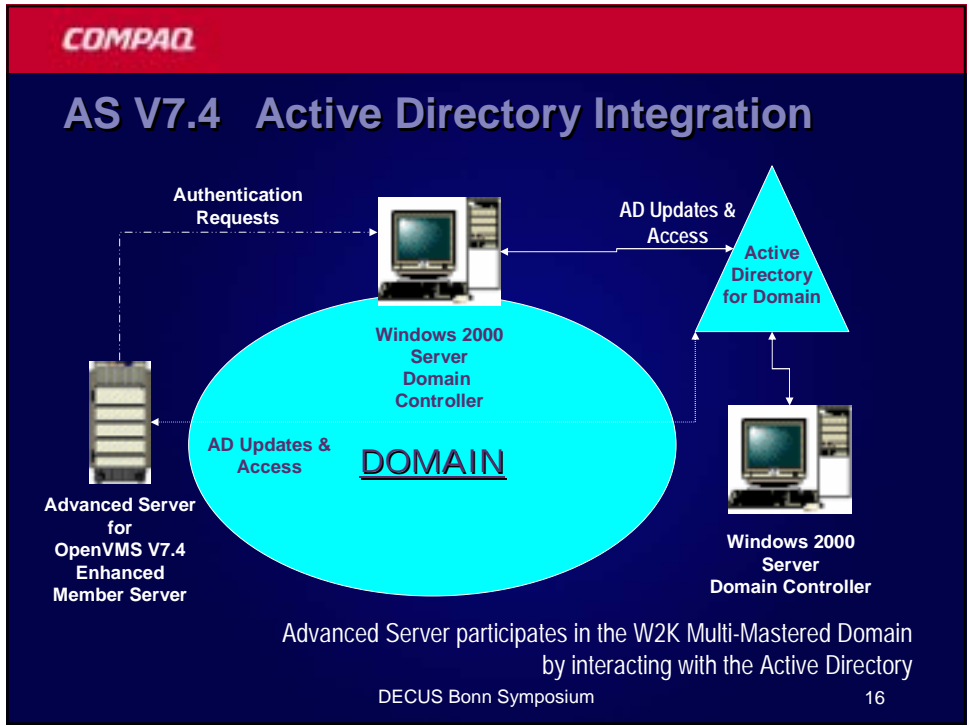 COMPAQ
AS V7.4 Active Directory Integration
Authentication
Requests
AD Updates &
Access
Active
Directory
for Domain
Windows 2000
Server
Domain
Controller
AD Updates &
Access
DOMAIN
Advanced Server
for
OpenVMS V7.4
Enhanced
Member Server
Windows 2000
Server
Domain Controller
Advanced Server participates in the W2K Multi-Mastered Domain
by interacting with the Active Directory
DECUS Bonn Symposium
16